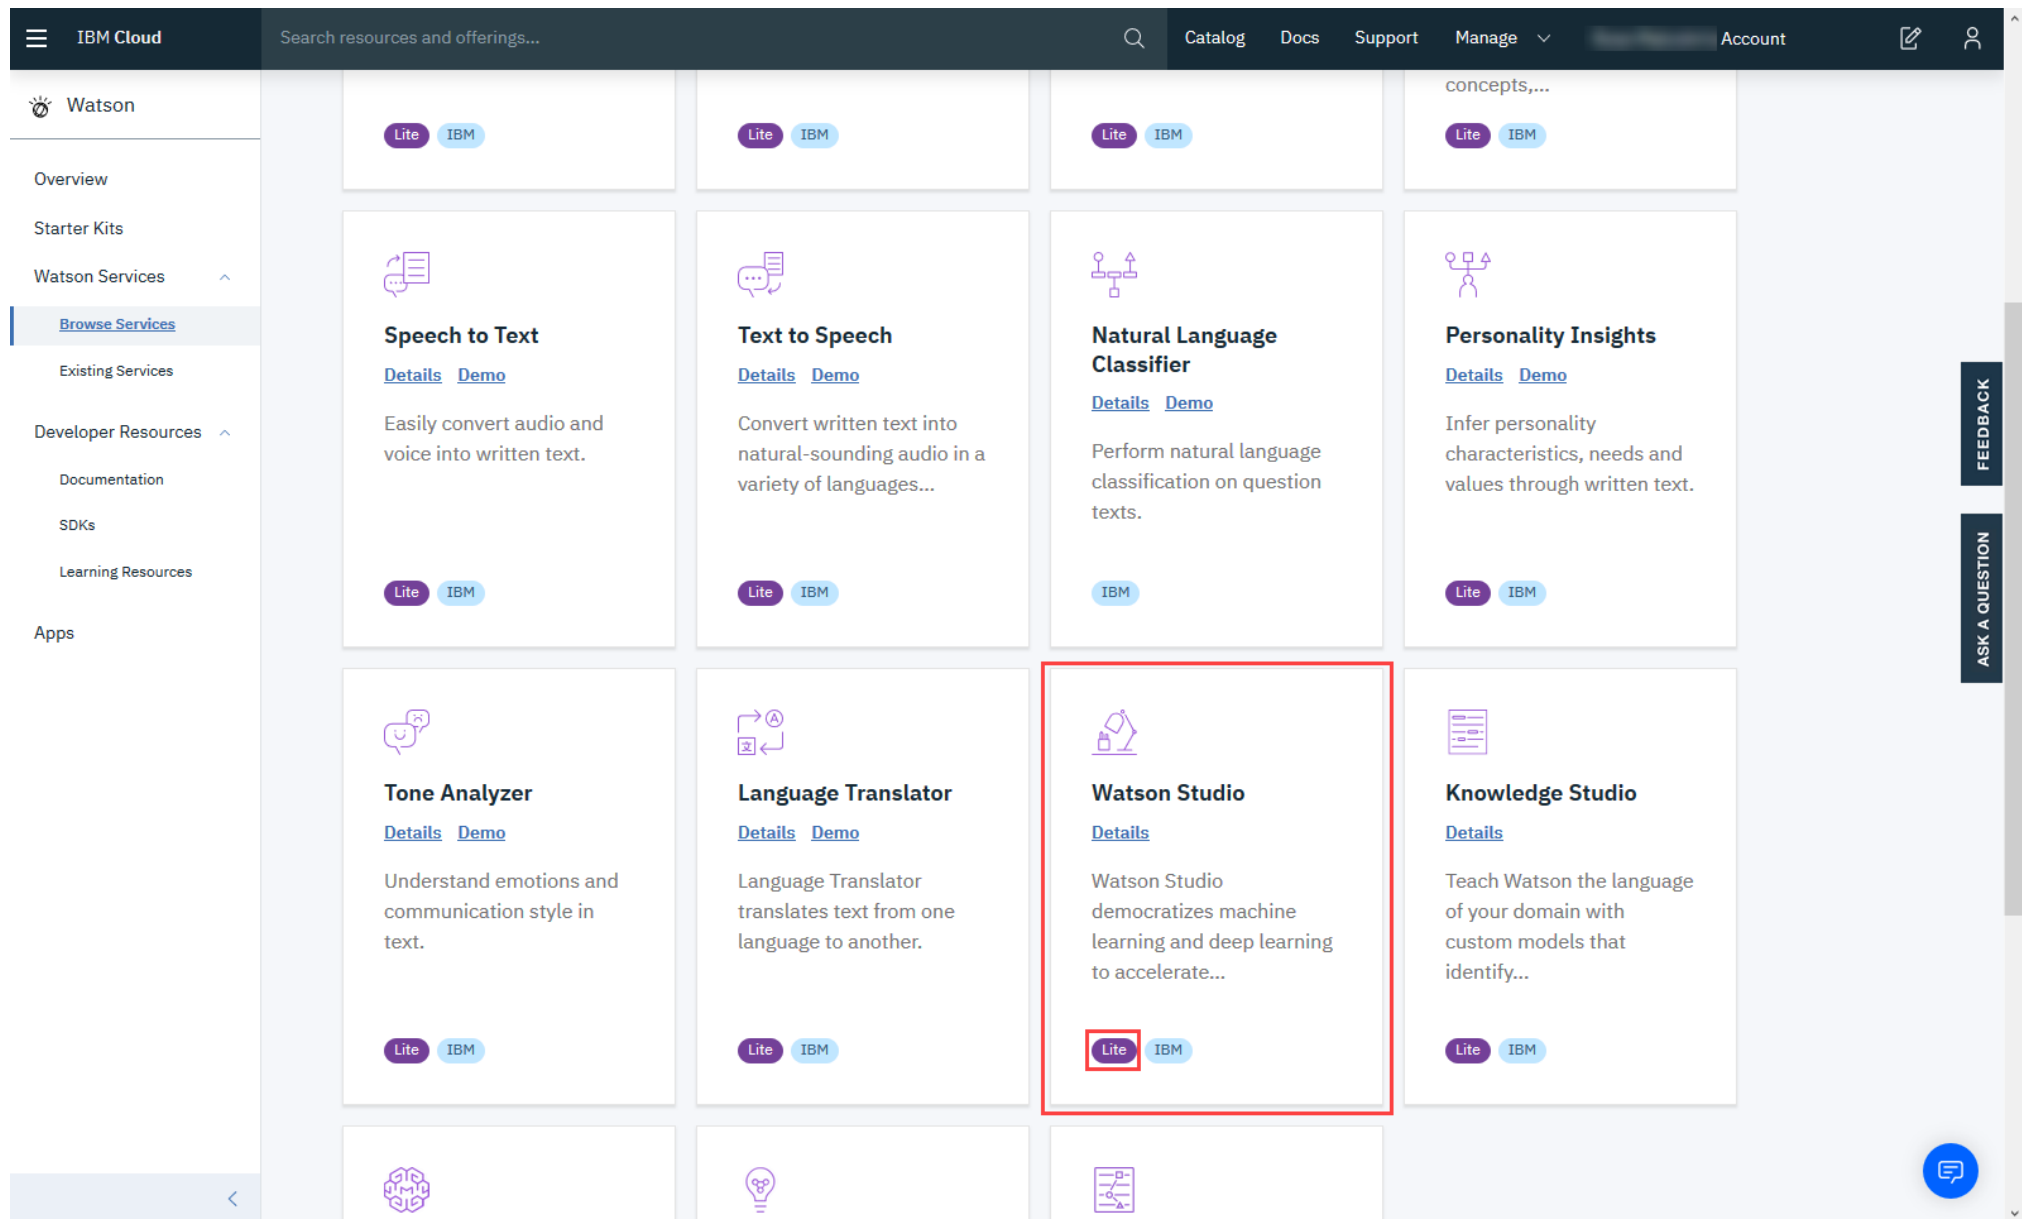 IBM Cloud
Search resources and offerings...
Catalog Docs Support Manage Account
Watson
Overview
Starter Kits
Watson Services
Browse Services
Existing Services
Developer Resources
Documentation
SDKs
Learning Resources
Apps
concepts,...
Lite IBM
Lite IBM
Lite IBM
Lite IBM
Speech to Text
Details Demo
Easily convert audio and
voice into written text.
Lite IBM
Text to Speech
Details Demo
Convert written text into
natural-sounding audio in a
variety of languages...
Lite IBM
Natural Language
Classifier
Details Demo
Perform natural language
classification on question
texts.
IBM
Personality Insights
Details Demo
Infer personality
characteristics, needs and
values through written text.
Lite IBM
Tone Analyzer
Details Demo
Understand emotions and
communication style in
text.
Lite IBM
Language Translator
Details Demo
Language Translator
translates text from one
language to another.
Lite IBM
Watson Studio
Details
Watson Studio
democratizes machine
learning and deep learning
to accelerate...
Lite IBM
Knowledge Studio
Details
Teach Watson the language
of your domain with
custom models that
identify...
Lite IBM
FEEDBACK
ASK A QUESTION